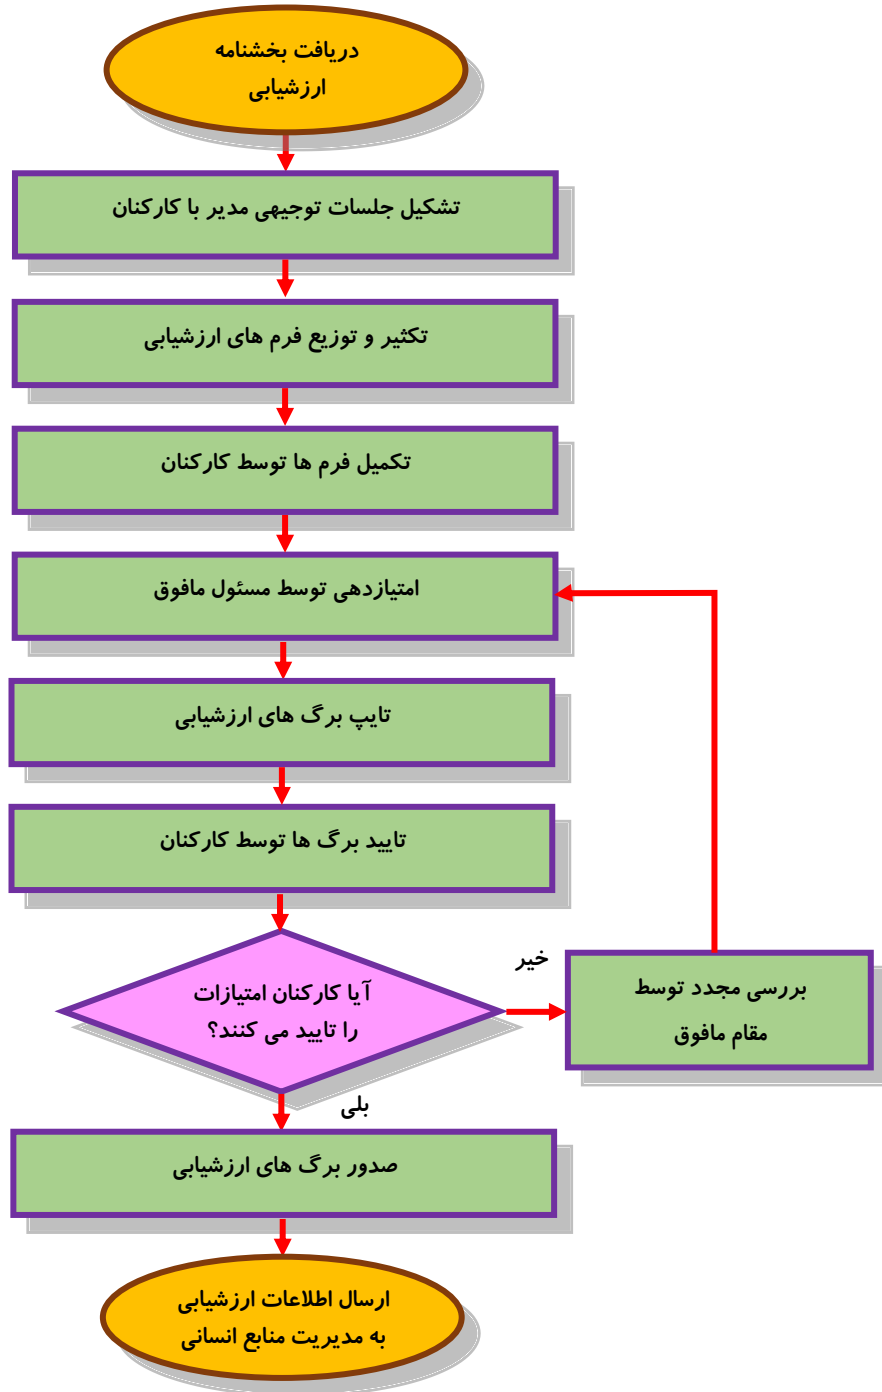 دریافت بخشنامه
ارزشیابی
تشکیل جلسات توجیهی مدیر با کارکنان
تکثیر و توزیع فرم های ارزشیابی
تکمیل فرم ها توسط کارکنان
امتیازدهی توسط مسئول مافوق
تایپ برگ های ارزشیابی
تایید برگ ها توسط کارکنان
آیا کارکنان امتیازات
را تایید می کنند؟
خیر
بررسی مجدد توسط
مقام مافوق
بلی
صدور برگ های ارزشیابی
ارسال اطلاعات ارزشیابی
به مدیریت منابع انسانی